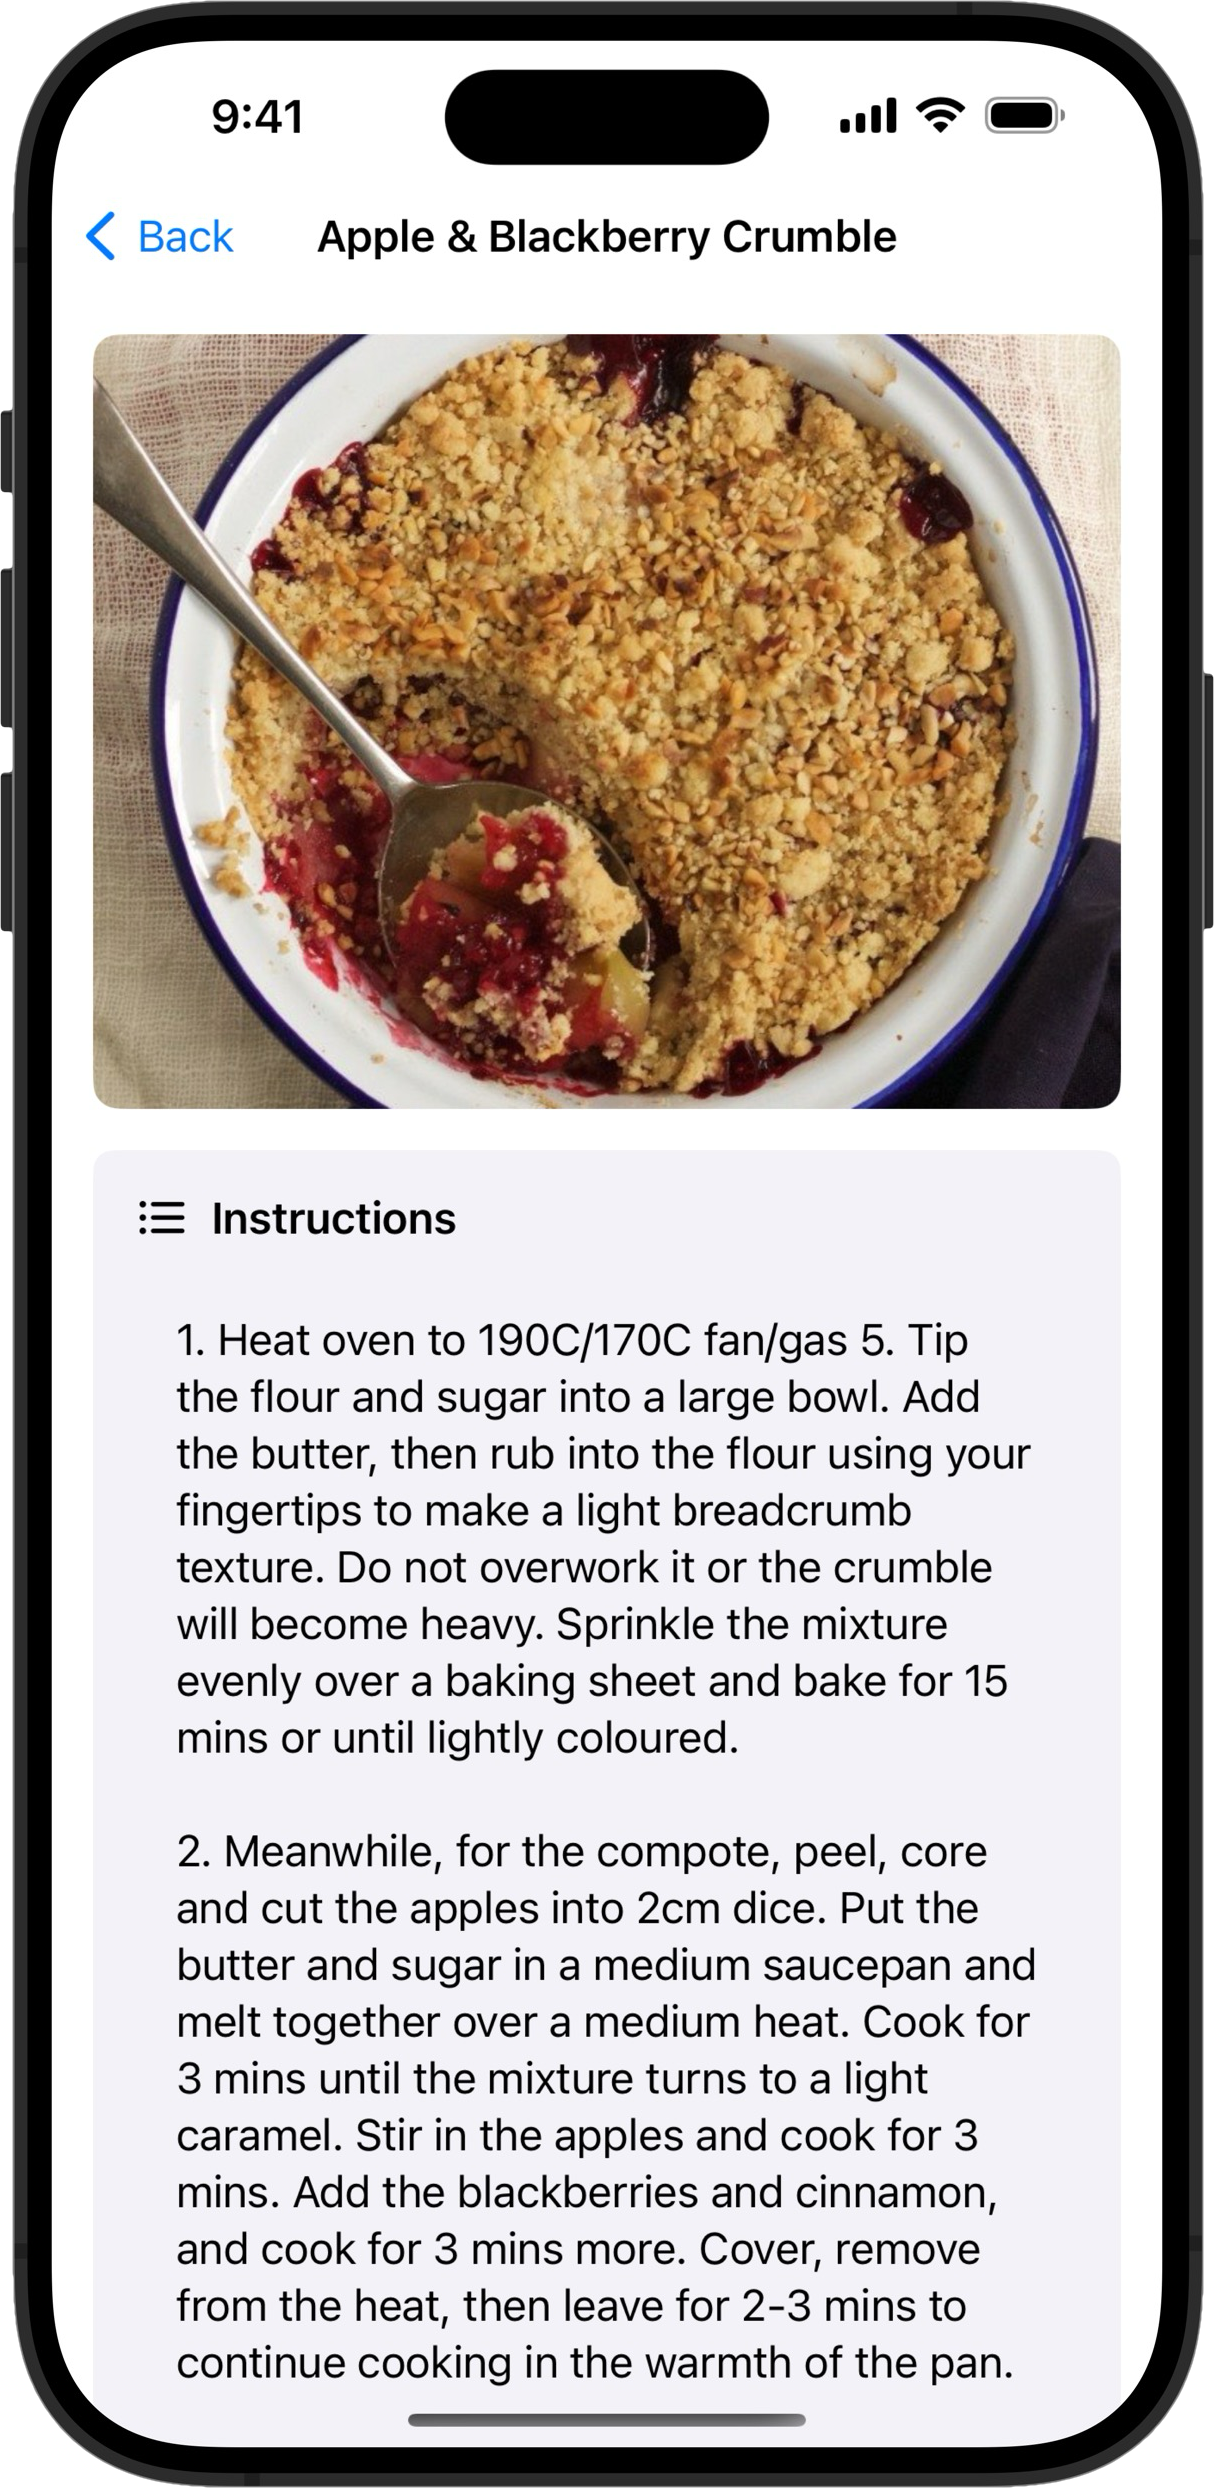 9:41
Back
Apple & Blackberry Crumble
Instructions
1. Heat oven to 190C/170C fan/gas 5. Tip
the flour and sugar into a large bowl. Add
the butter, then rub into the flour using your
fingertips to make a light breadcrumb
texture. Do not overwork it or the crumble
will become heavy. Sprinkle the mixture
evenly over a baking sheet and bake for 15
mins or until lightly coloured.
2. Meanwhile, for the compote, peel, core
and cut the apples into 2cm dice. Put the
butter and sugar in a medium saucepan and
melt together over a medium heat. Cook for
3 mins until the mixture turns to a light
caramel. Stir in the apples and cook for 3
mins. Add the blackberries and cinnamon,
and cook for 3 mins more. Cover, remove
from the heat, then leave for 2-3 mins to
continue cooking in the warmth of the pan.